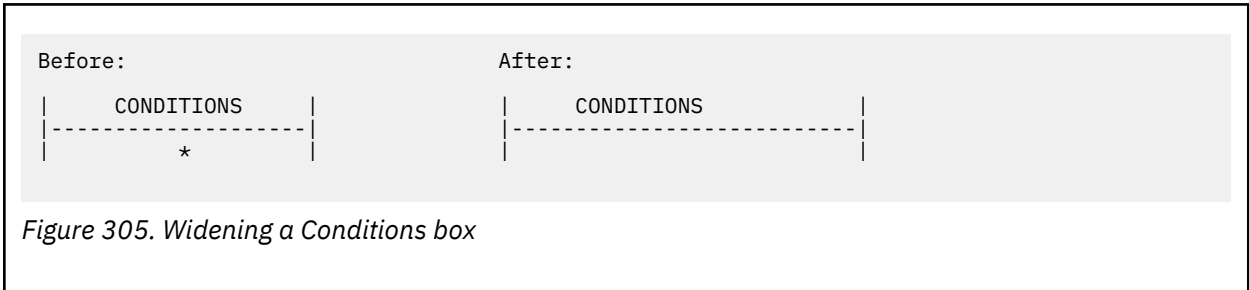 Before:                              After:
|     CONDITIONS     |               |     CONDITIONS            |
|--------------------|               |---------------------------|
|          *         |               |                           |
Figure 305. Widening a Conditions box